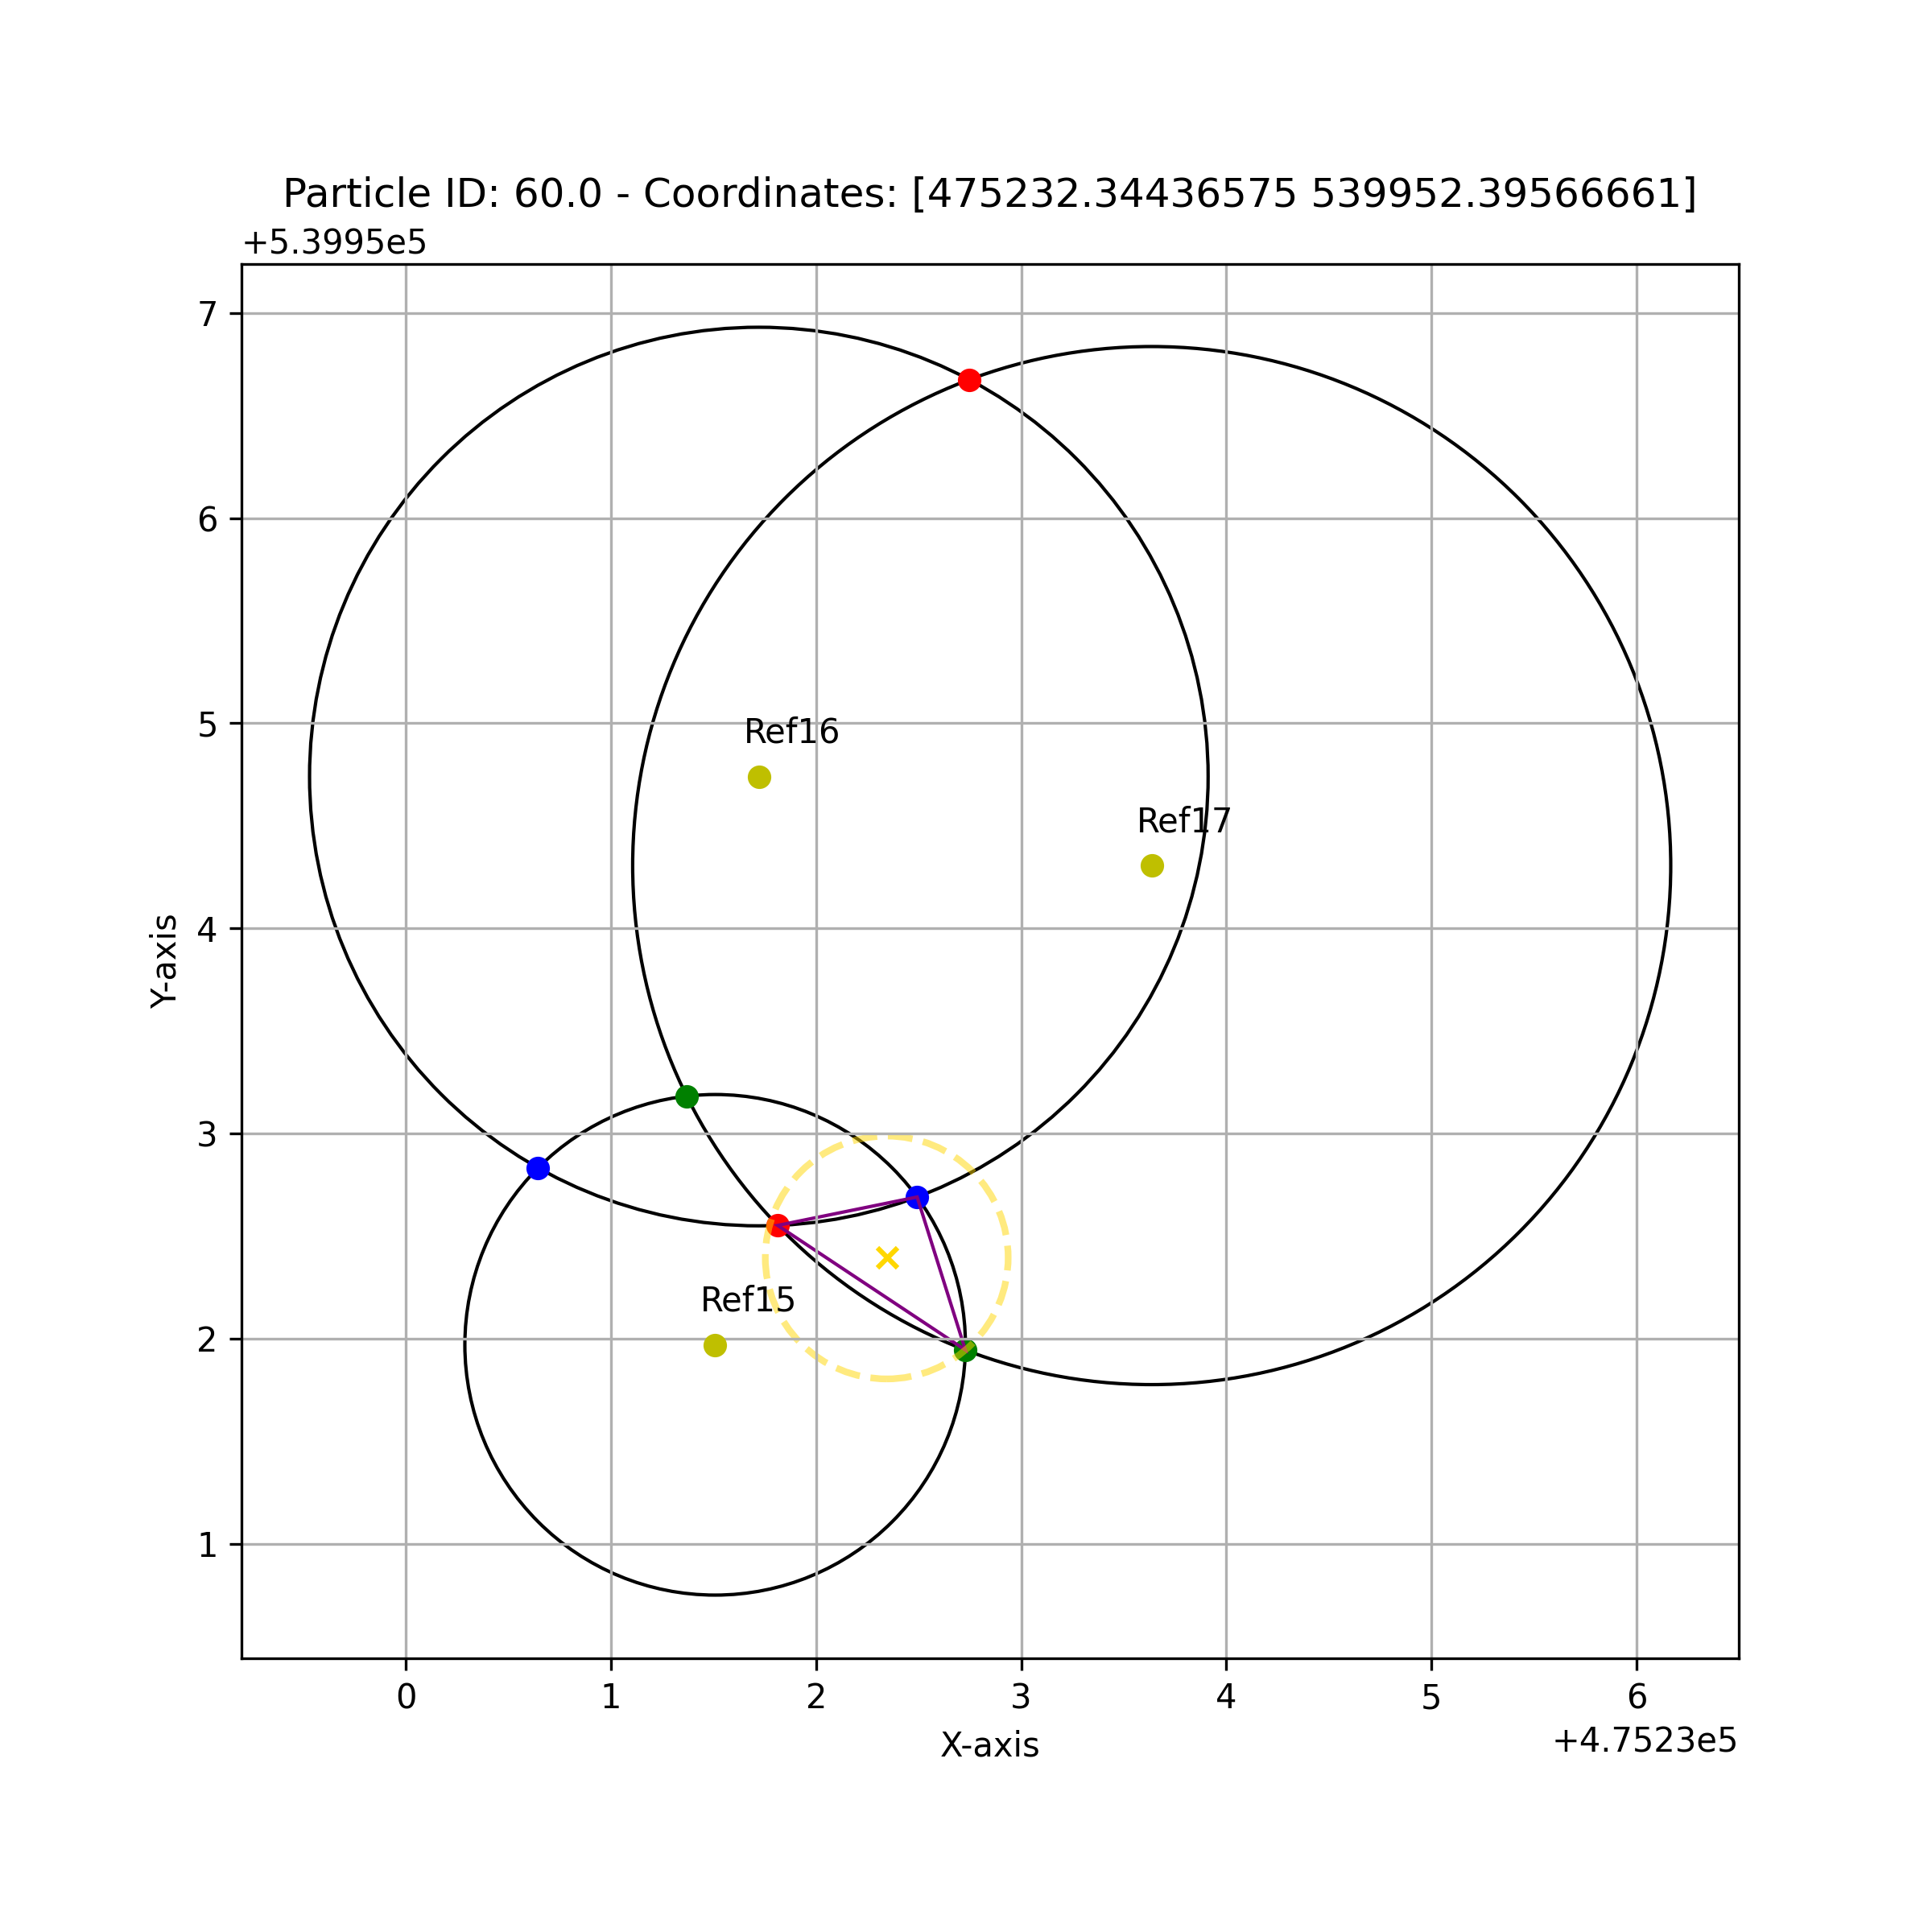 Particle ID: 60.0 - Coordinates: [475232.34436575 539952.39566661]
+5.3995e5
7
6
5
4
3
2
1
Y-axis
Ref16
Ref17
Ref15
0 1 2 3 4 5 6
X-axis
+4.7523e5